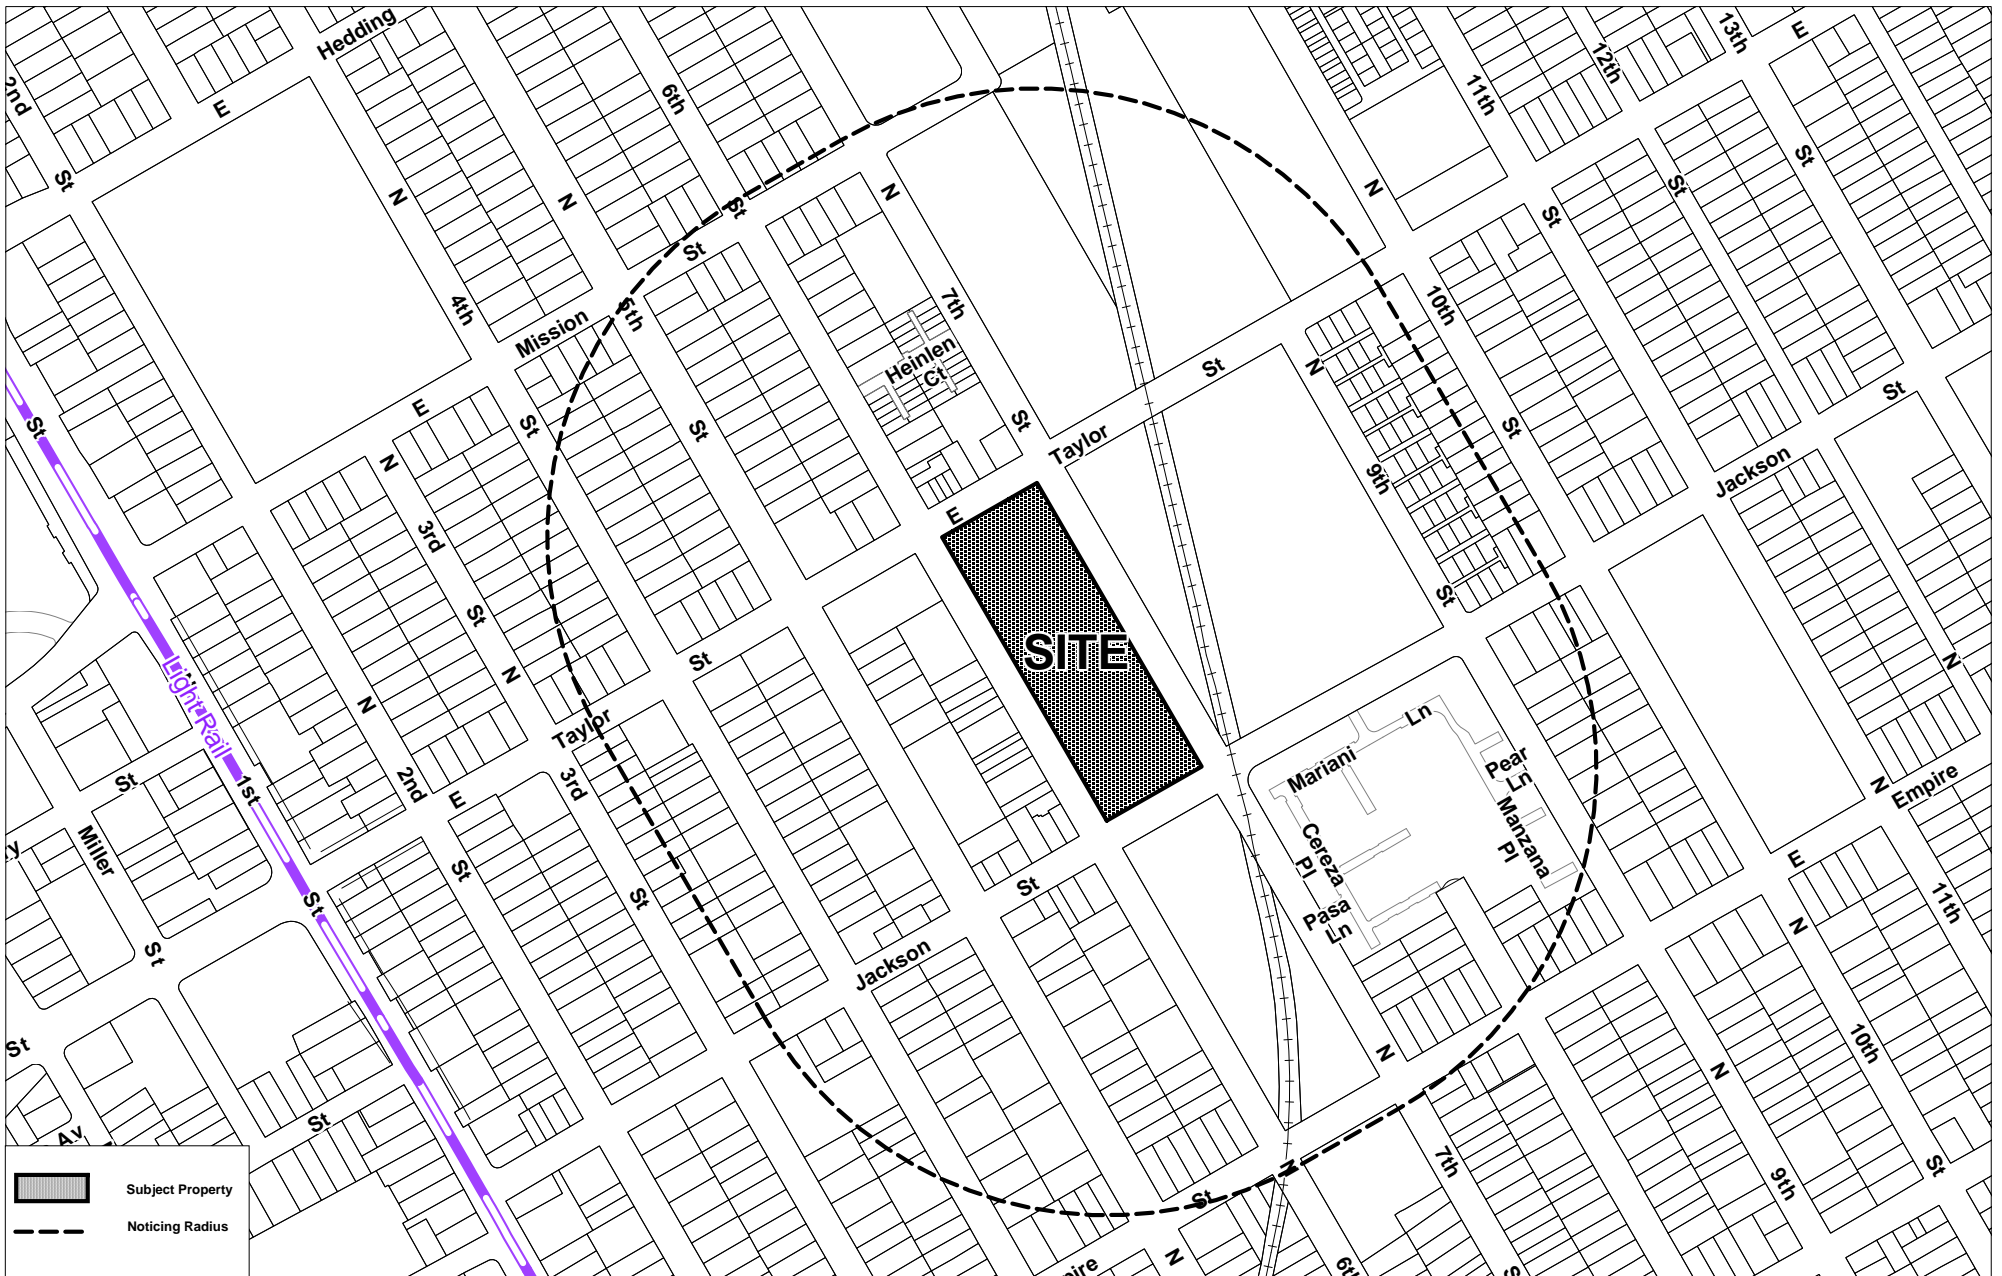 Hedding
E
2nd
St
6th
N
N
11th
12th
13th
E
N
St
St
St
St
N
St
4th
Mission
5th
7th
Heinlen
Ct
10th
St
N
St
E
N
3rd
St
St
St
Taylor
9th
St
Jackson
St
St
N
E
SITE
St
St
Taylor
N
N
Light Rail
N
1st
St
2nd
E
3rd
Mariani
Ln
Pear
Ln
Manzana
Pl
Cereza
Pl
Pasa
Ln
N
Empire
E
11th
N
Miller
St
St
St
St
St
Jackson
N
N
10th
St
St
Av
St
N
7th
9th
St
N
Subject Property
Noticing Radius